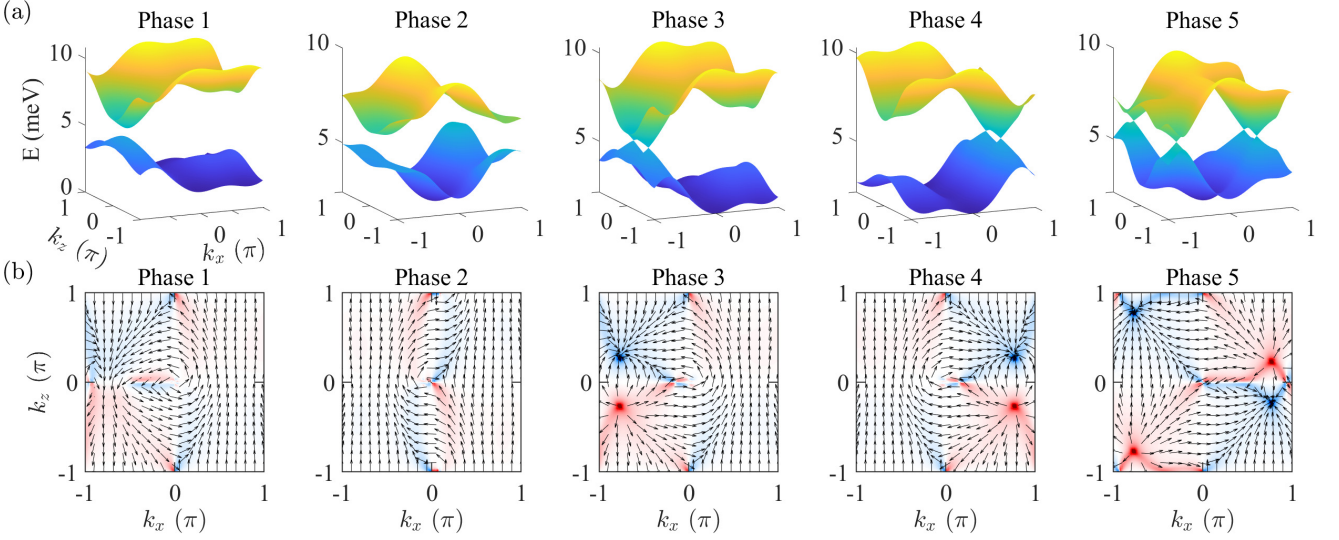 (a)
Phase 1 Phase 2 Phase 3 Phase 4 Phase 5
E (meV)
10 10 10 10 10
5 5 5 5 5
0
1 0 -1 0 1
1 0 -1 -1 0 1
1 0 -1 -1 0 1
1 0 -1 -1 0 1
1 0 -1 -1 0 1
k_z (π) k_x (π)
(b)
Phase 1 Phase 2 Phase 3 Phase 4 Phase 5
k_z (π)
1 1 1 1 1
0 0 0 0 0
-1 -1 -1 -1 -1
-1 0 1 -1 0 1 -1 0 1 -1 0 1 -1 0 1
k_x (π) k_x (π) k_x (π) k_x (π) k_x (π)